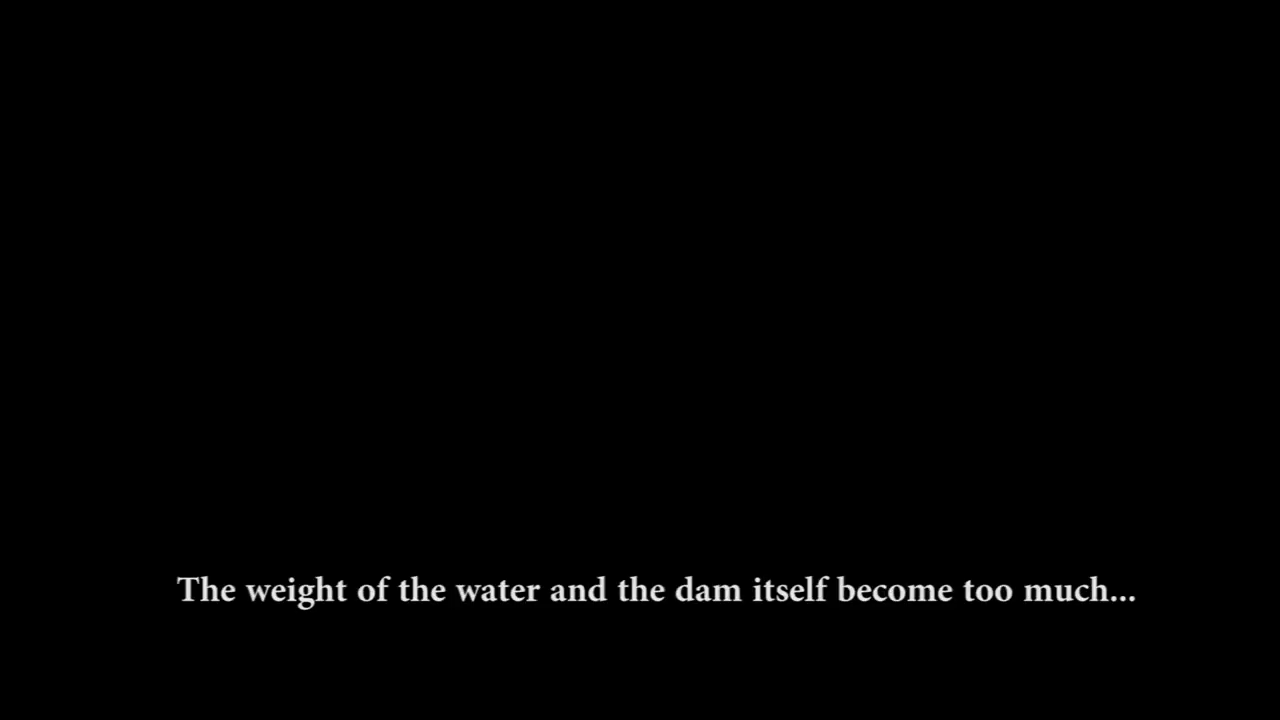 The weight of the water and the dam itself become too much...